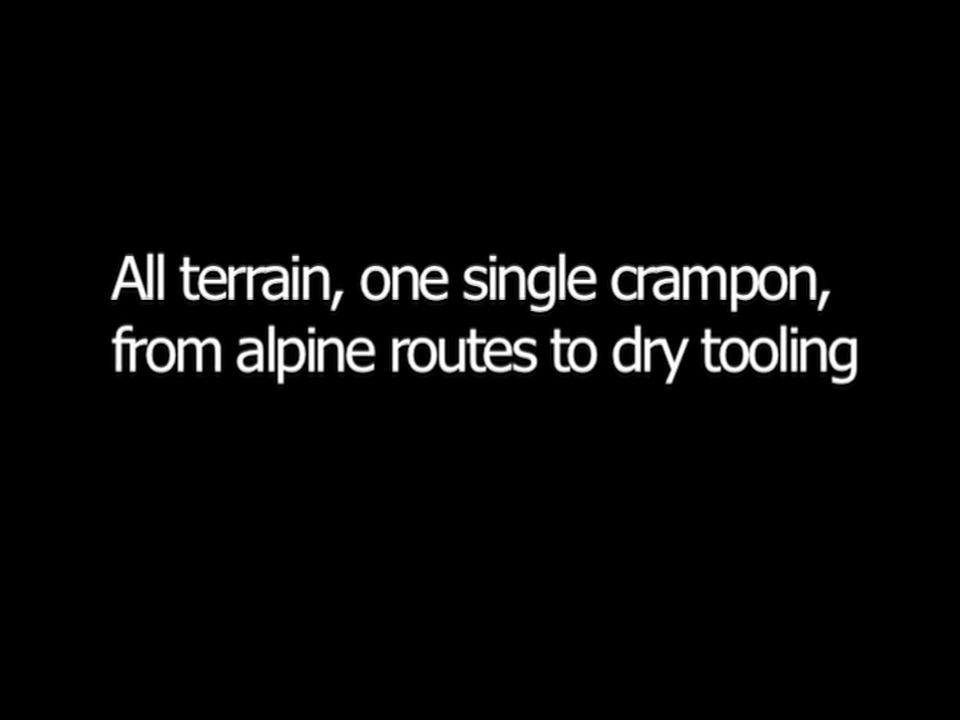 All terrain, one single crampon,
from alpine routes to dry tooling